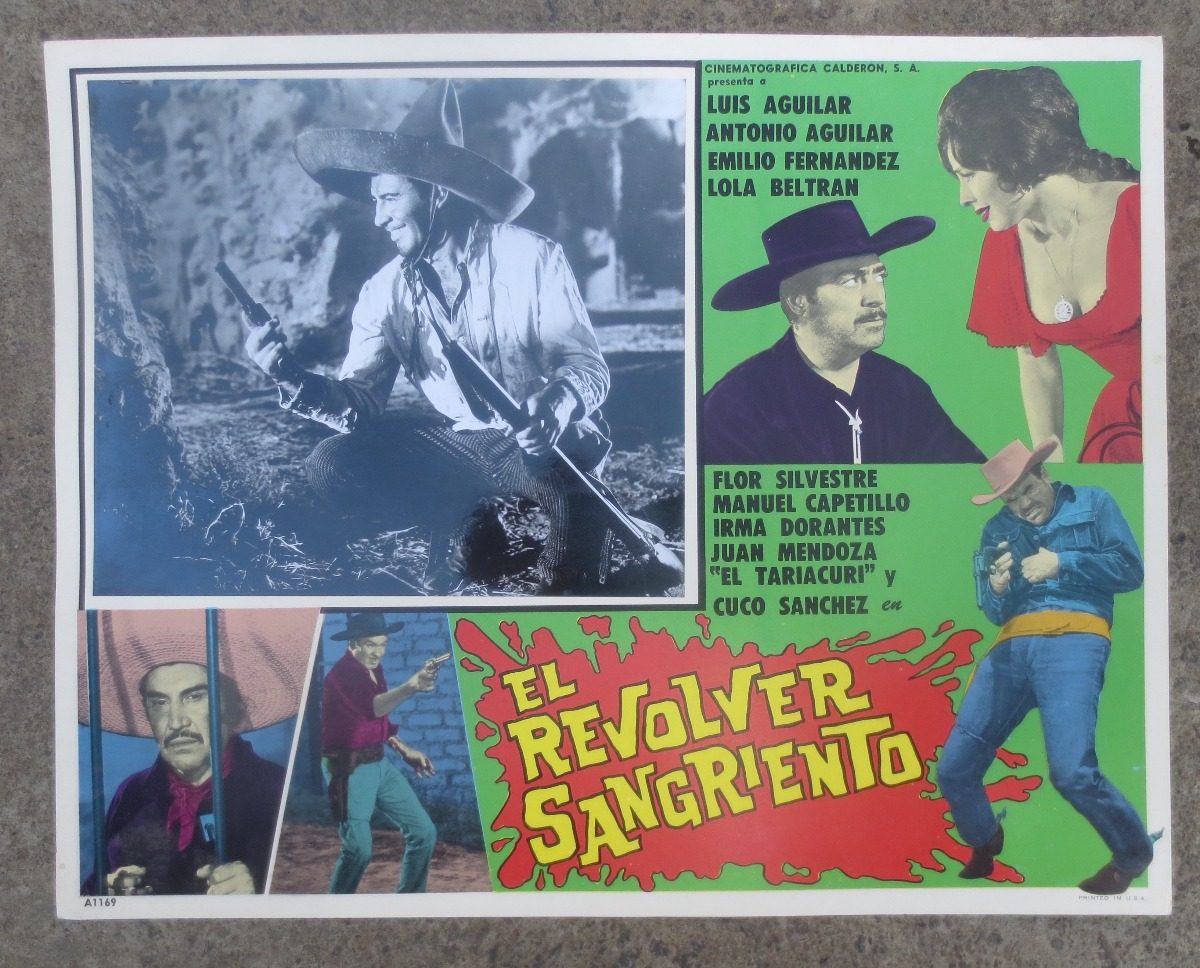 CINEMATOGRAFICA CALDERON, S. A.
presenta a
LUIS AGUILAR
ANTONIO AGUILAR
EMILIO FERNANDEZ
LOLA BELTRAN
FLOR SILVESTRE
MANUEL CAPETILLO
IRMA DORANTES
JUAN MENDOZA
"EL TARIACURI" y
CUCO SANCHEZ en
EL
REVOLVER
SANGRIENTO
A1169
PRINTED IN U.S.A.